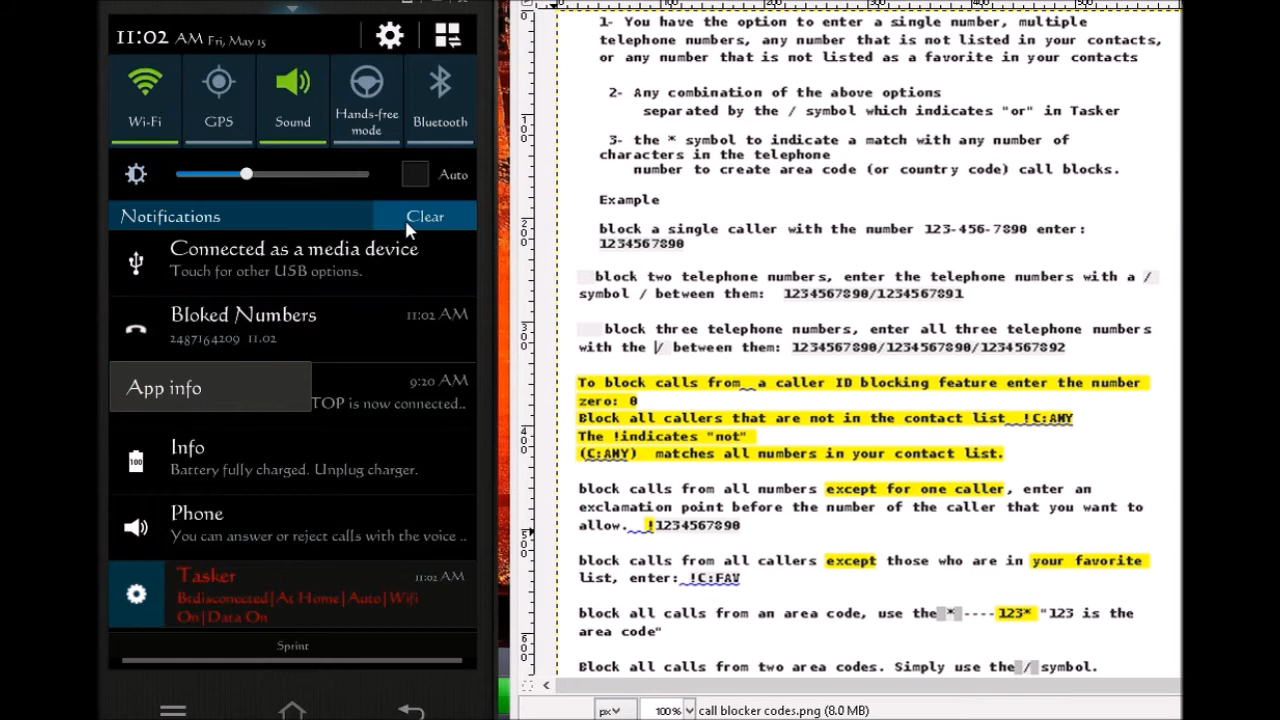 11:02 AM Fri, May 15
Wi-Fi
GPS
Sound
Hands-free
mode
Bluetooth
Auto
Notifications
Clear
Connected as a media device
Touch for other USB options.
Bloked Numbers 11:02 AM
2487164209 11.02
App info
9:20 AM
TOP is now connected..
Info
100
Battery fully charged. Unplug charger.
Phone
You can answer or reject calls with the voice ..
Tasker 11:02 AM
Btdisconected|At Home|Auto|Wifi
On|Data On
Sprint
1- You have the option to enter a single number, multiple
telephone numbers, any number that is not listed in your contacts,
or any number that is not listed as a favorite in your contacts
2- Any combination of the above options
separated by the / symbol which indicates "or" in Tasker
3- the * symbol to indicate a match with any number of
characters in the telephone
number to create area code (or country code) call blocks.
Example
block a single caller with the number 123-456-7890 enter:
1234567890
block two telephone numbers, enter the telephone numbers with a /
symbol / between them: 1234567890/1234567891
block three telephone numbers, enter all three telephone numbers
with the / between them: 1234567890/1234567890/1234567892
To block calls from a caller ID blocking feature enter the number
zero: 0
Block all callers that are not in the contact list !C:ANY
The !indicates "not"
(C:ANY) matches all numbers in your contact list.
block calls from all numbers except for one caller, enter an
exclamation point before the number of the caller that you want to
allow. !1234567890
block calls from all callers except those who are in your favorite
list, enter: !C:FAV
block all calls from an area code, use the * ----123* "123 is the
area code"
Block all calls from two area codes. Simply use the / symbol.
px 100% call blocker codes.png (8.0 MB)